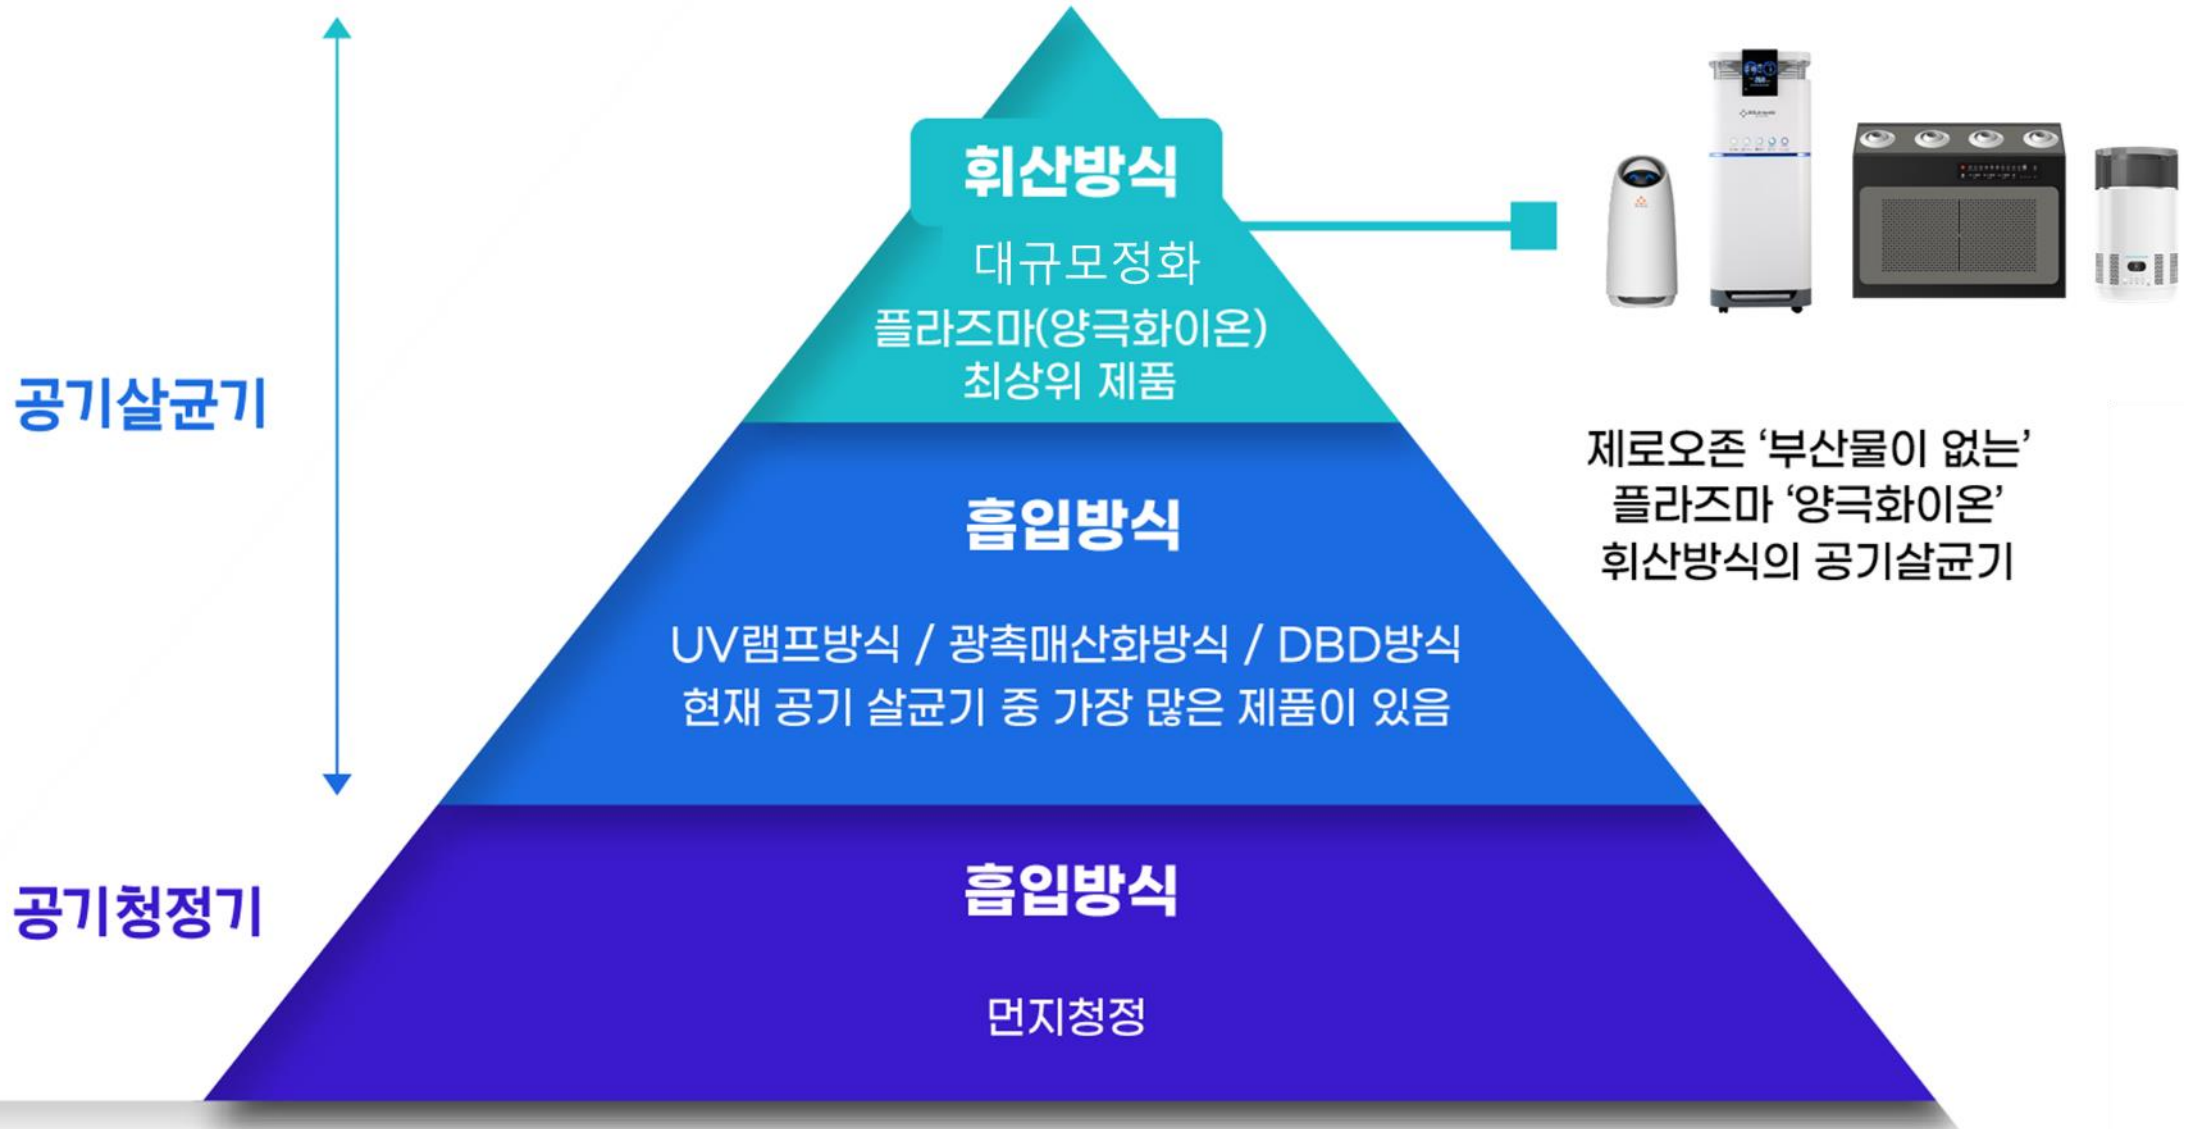 휘산방식
대규모정화
플라즈마(양극화이온)
최상위 제품
공기살균기
제로오존 ‘부산물이 없는’
플라즈마 ‘양극화이온’
휘산방식의 공기살균기
흡입방식
UV램프방식 / 광촉매산화방식 / DBD방식
현재 공기 살균기 중 가장 많은 제품이 있음
공기청정기
흡입방식
먼지청정